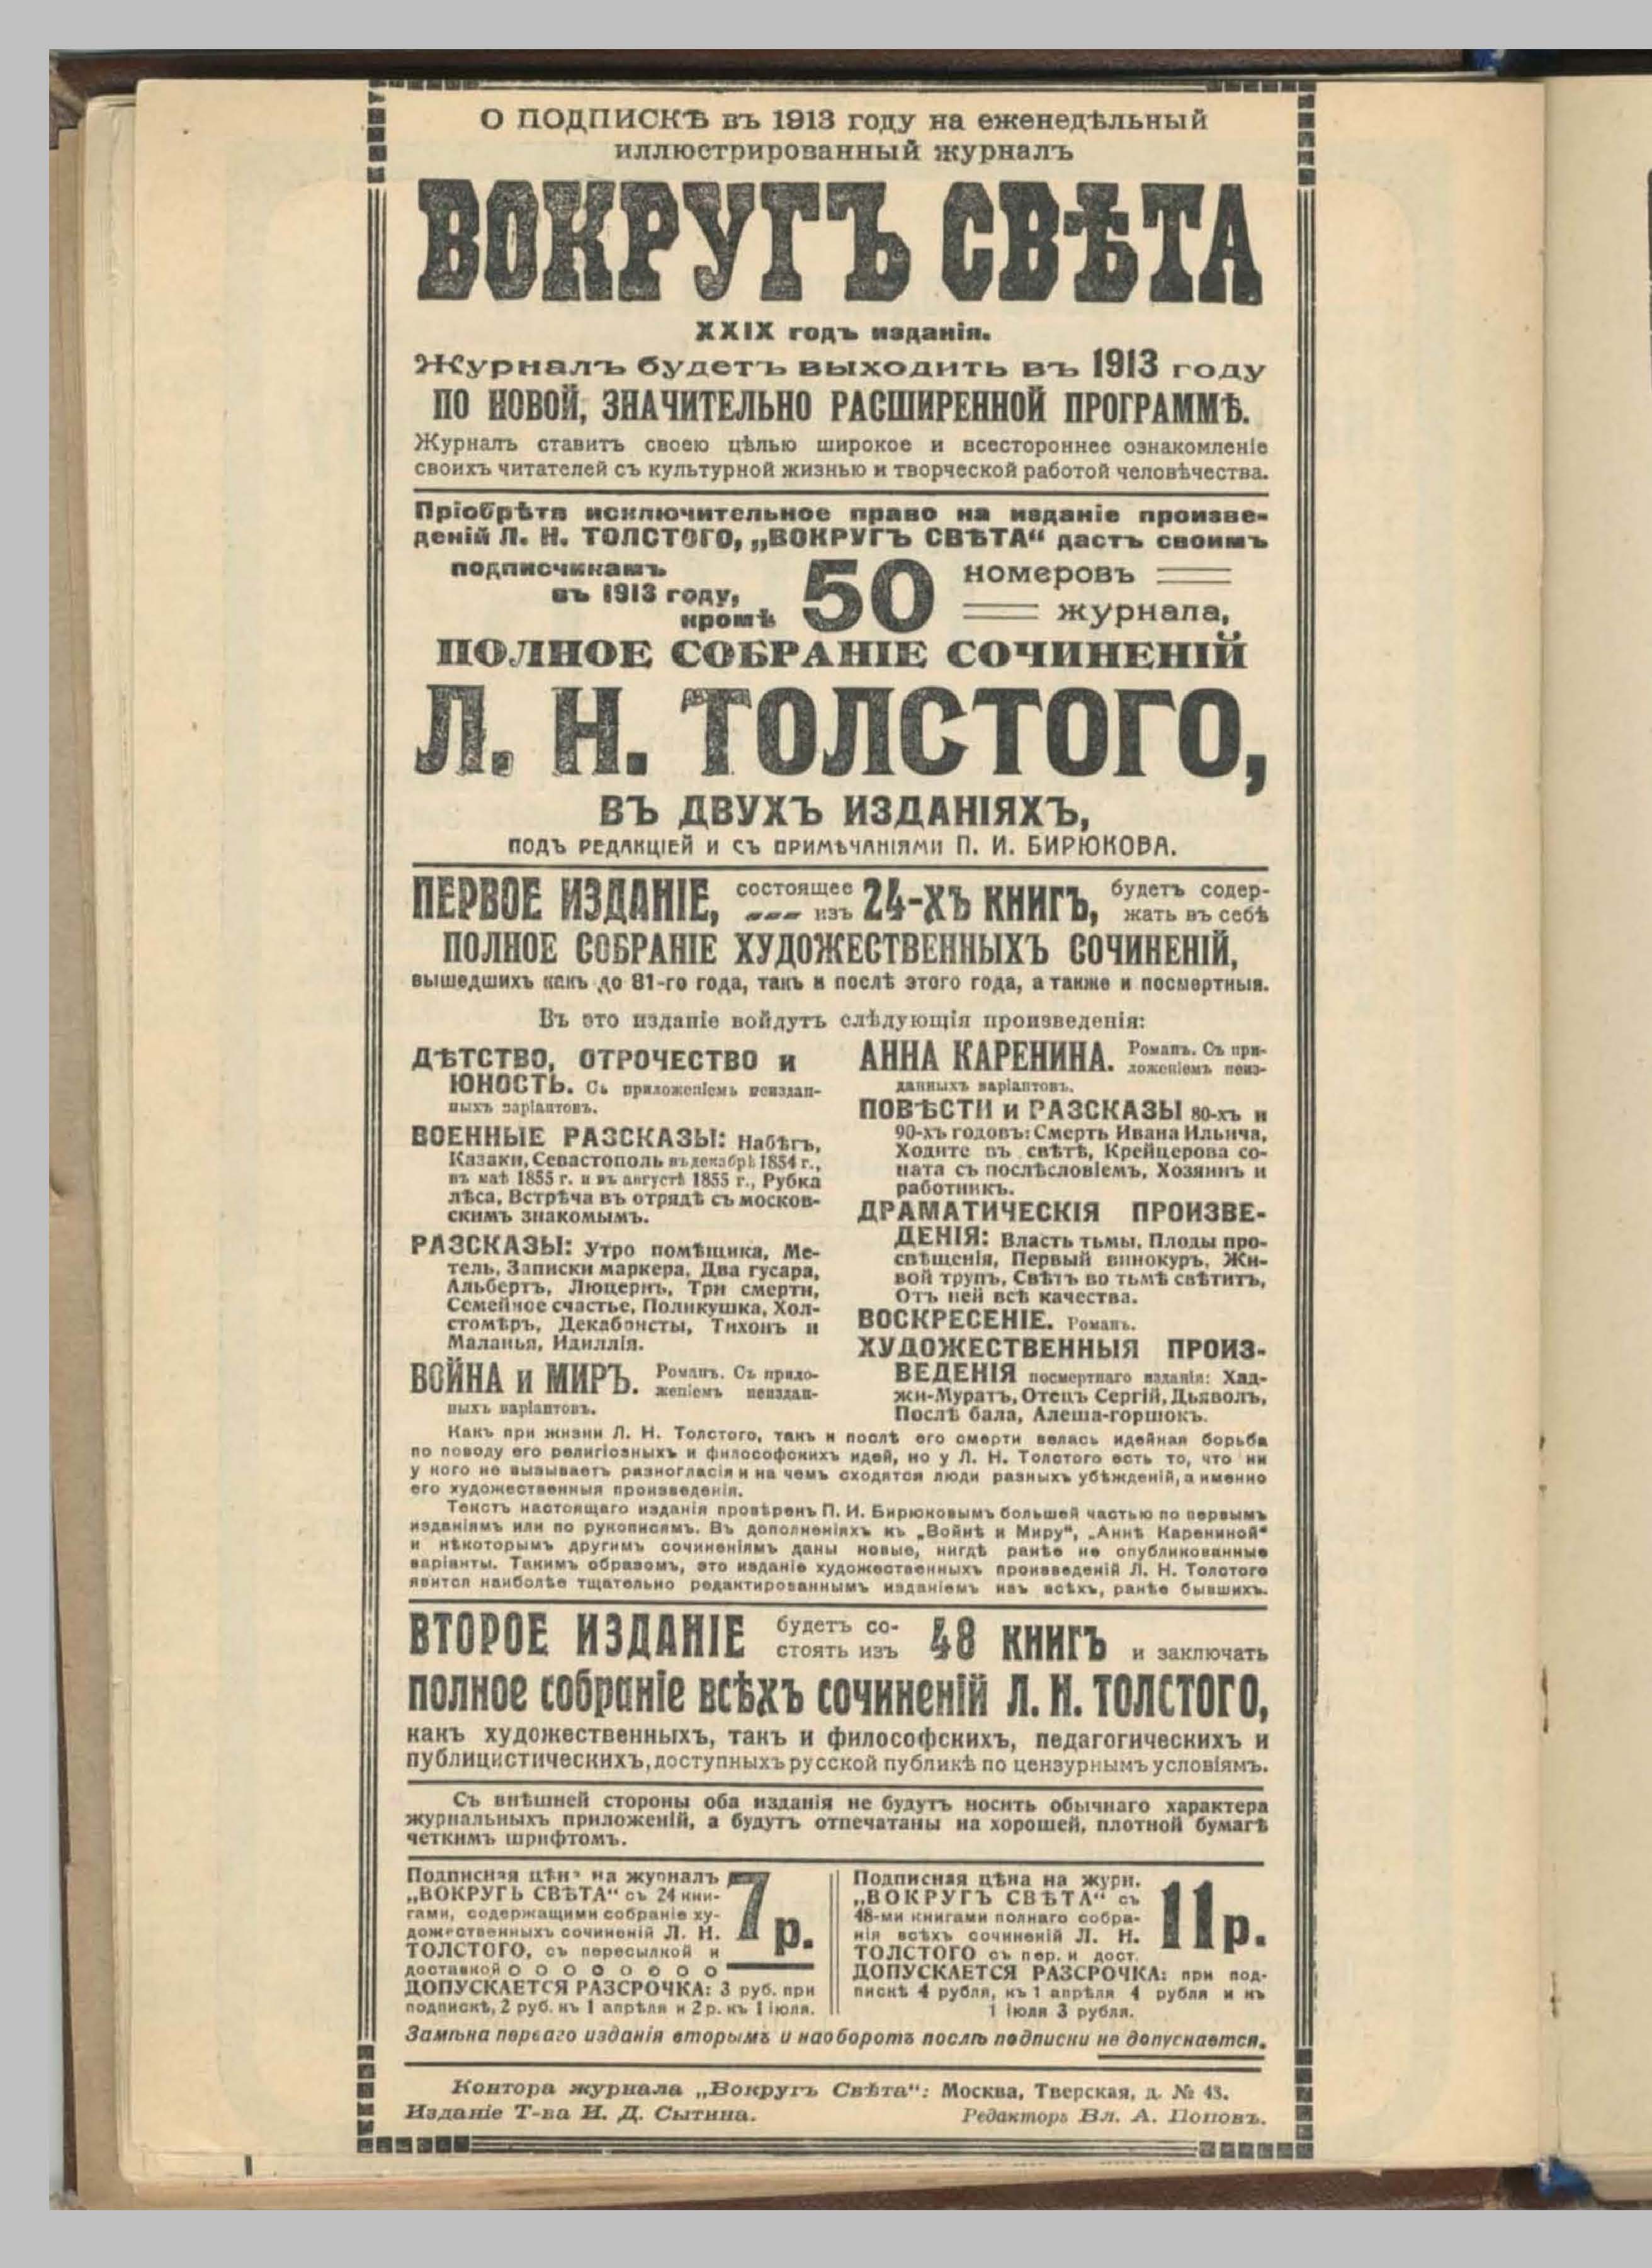 О ПОДПИСКѢ въ 1913 году на еженедѣльный
иллюстрированный журналъ
ВОКРУГЪ СВѢТА
XXIX годъ изданія.
Журналъ будетъ выходить въ 1913 году
ПО НОВОЙ, ЗНАЧИТЕЛЬНО РАСШИРЕННОЙ ПРОГРАММѢ.
Журналъ ставитъ своею цѣлью широкое и всестороннее ознакомленіе
своихъ читателей съ культурной жизнью и творческой работой человѣчества.
Пріобрѣтя исключительное право на изданіе произве-
деній Л. Н. ТОЛСТОГО, „ВОКРУГЪ СВѢТА“ дастъ своимъ
подписчикамъ
въ 1913 году,
кромѣ
50 номеровъ
журнала,
ПОЛНОЕ СОБРАНІЕ СОЧИНЕНІЙ
Л. Н. ТОЛСТОГО,
ВЪ ДВУХЪ ИЗДАНІЯХЪ,
ПОДЪ РЕДАКЦІЕЙ И СЪ ПРИМѢЧАНІЯМИ П. И. БИРЮКОВА.
ПЕРВОЕ ИЗДАНІЕ, состоящее изъ 24-ХЪ КНИГЪ, будетъ содер-
жать въ себѣ
ПОЛНОЕ СОБРАНІЕ ХУДОЖЕСТВЕННЫХЪ СОЧИНЕНІЙ,
вышедшихъ какъ до 81-го года, такъ и послѣ этого года, а также и посмертныя.
Въ это изданіе войдутъ слѣдующія произведенія:
ДѢТСТВО, ОТРОЧЕСТВО и
ЮНОСТЬ. Съ приложеніемъ неиздан-
ныхъ варіантовъ.
ВОЕННЫЕ РАЗСКАЗЫ: Набѣгъ,
Казаки, Севастополь въ декабрѣ 1854 г.,
въ маѣ 1855 г. и въ августѣ 1855 г., Рубка
лѣса, Встрѣча въ отрядѣ съ москов-
скимъ знакомымъ.
РАЗСКАЗЫ: Утро помѣщика, Ме-
тель, Записки маркера, Два гусара,
Альбертъ, Люцернъ, Три смерти,
Семейное счастье, Поликушка, Хол-
стомѣръ, Декабристы, Тихонъ и
Маланья, Идиллія.
ВОЙНА и МИРЪ. Романъ. Съ прило-
женіемъ неиздан-
ныхъ варіантовъ.
АННА КАРЕНИНА. Романъ. Съ при-
ложеніемъ неиз-
данныхъ варіантовъ.
ПОВѢСТИ и РАЗСКАЗЫ 80-хъ и
90-хъ годовъ: Смерть Ивана Ильича,
Ходите въ свѣтѣ, Крейцерова со-
ната съ послѣсловіемъ, Хозяинъ и
работникъ.
ДРАМАТИЧЕСКІЯ ПРОИЗВЕ-
ДЕНІЯ: Власть тьмы, Плоды про-
свѣщенія, Первый винокуръ, Жи-
вой трупъ, Свѣтъ во тьмѣ свѣтитъ,
Отъ ней всѣ качества.
ВОСКРЕСЕНІЕ. Романъ.
ХУДОЖЕСТВЕННЫЯ ПРОИЗ-
ВЕДЕНІЯ посмертнаго изданія: Хад-
жи-Муратъ, Отецъ Сергій, Дьяволъ,
Послѣ бала, Алеша-горшокъ.
Какъ при жизни Л. Н. Толстого, такъ и послѣ его смерти велась идейная борьба
по поводу его религіозныхъ и философскихъ идей, но у Л. Н. Толстого есть то, что ни
у кого не вызываетъ разногласія и на чемъ сходятся люди разныхъ убѣжденій, а именно
его художественныя произведенія.
Текстъ настоящаго изданія провѣренъ П. И. Бирюковымъ большей частью по первымъ
изданіямъ или по рукописямъ. Въ дополненіяхъ къ „Войнѣ и Миру“, „Аннѣ Карениной“
и нѣкоторымъ другимъ сочиненіямъ даны новые, нигдѣ ранѣе не опубликованные
варіанты. Такимъ образомъ, это изданіе художественныхъ произведеній Л. Н. Толстого
явится наиболѣе тщательно редактированнымъ изданіемъ изъ всѣхъ, ранѣе бывшихъ.
ВТОРОЕ ИЗДАНІЕ будетъ со-
стоять изъ 48 КНИГЪ и заключать
полное собраніе всѣхъ сочиненій Л. Н. ТОЛСТОГО,
какъ художественныхъ, такъ и философскихъ, педагогическихъ и
публицистическихъ, доступныхъ русской публикѣ по цензурнымъ условіямъ.
Съ внѣшней стороны оба изданія не будутъ носить обычнаго характера
журнальныхъ приложеній, а будутъ отпечатаны на хорошей, плотной бумагѣ
четкимъ шрифтомъ.
Подписная цѣна на журналъ
„ВОКРУГЪ СВѢТА“ съ 24 кни-
гами, содержащими собраніе ху-
дожественныхъ сочиненій Л. Н.
ТОЛСТОГО, съ пересылкой и
доставкой
7 р.
ДОПУСКАЕТСЯ РАЗСРОЧКА: 3 руб. при
подпискѣ, 2 руб. къ 1 апрѣля и 2 р. къ 1 іюля.
Подписная цѣна на журн.
„ВОКРУГЪ СВѢТА“ съ
48-ми книгами полнаго собра-
нія всѣхъ сочиненій Л. Н.
ТОЛСТОГО съ пер. и дост.
11 р.
ДОПУСКАЕТСЯ РАЗСРОЧКА: при под-
пискѣ 4 рубля, къ 1 апрѣля 4 рубля и къ
1 іюля 3 рубля.
Замѣна перваго изданія вторымъ и наоборотъ послѣ подписки не допускается.
Контора журнала „Вокругъ Свѣта“: Москва, Тверская, д. № 48.
Изданіе Т-ва И. Д. Сытина. Редакторъ Вл. А. Поповъ.